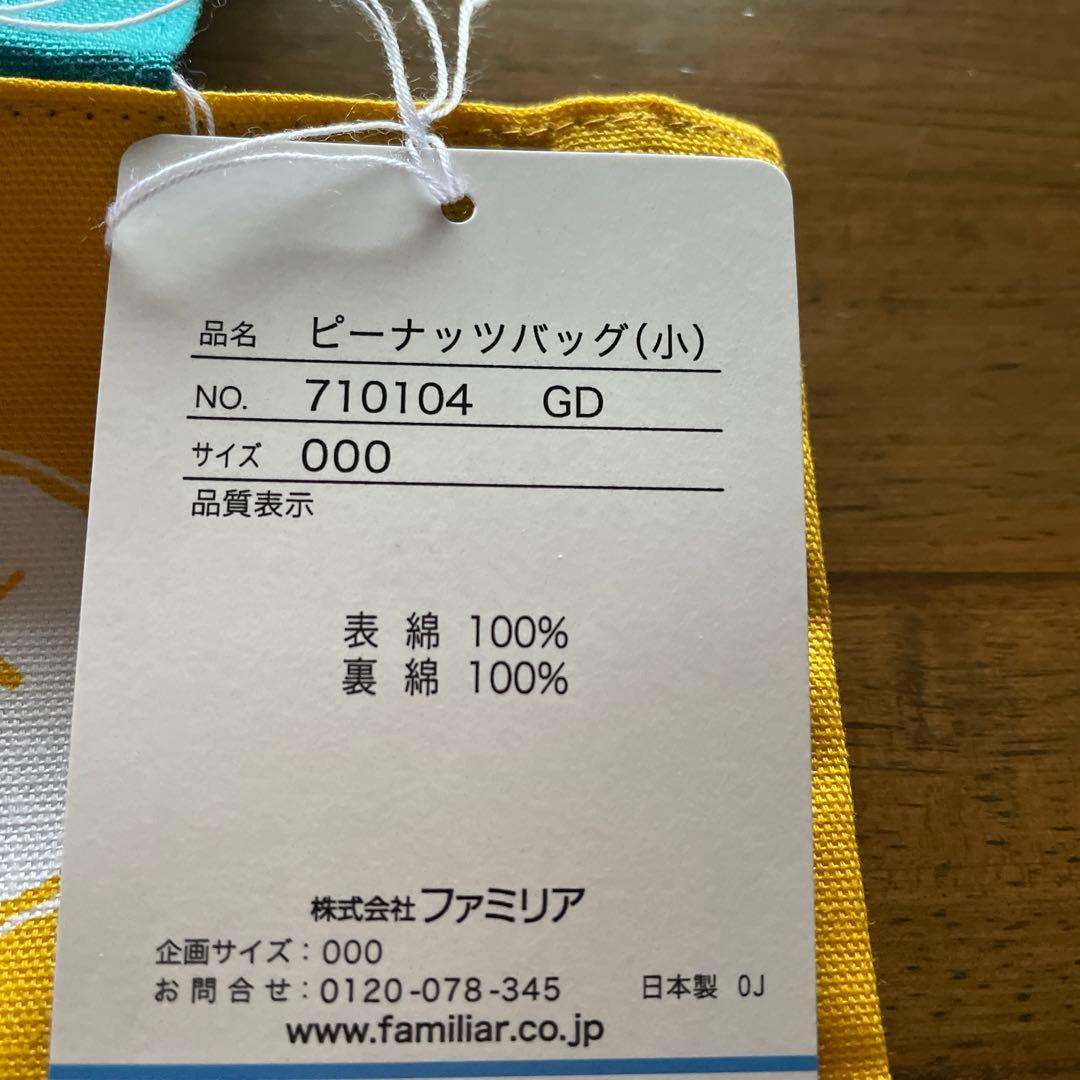 品名 ピーナッツバッグ(小)
NO. 710104 GD
サイズ 000
品質表示
表 綿 100%
裏 綿 100%
株式会社ファミリア
企画サイズ:000
お問合せ:0120-078-345 日本製 0J
www.familiar.co.jp